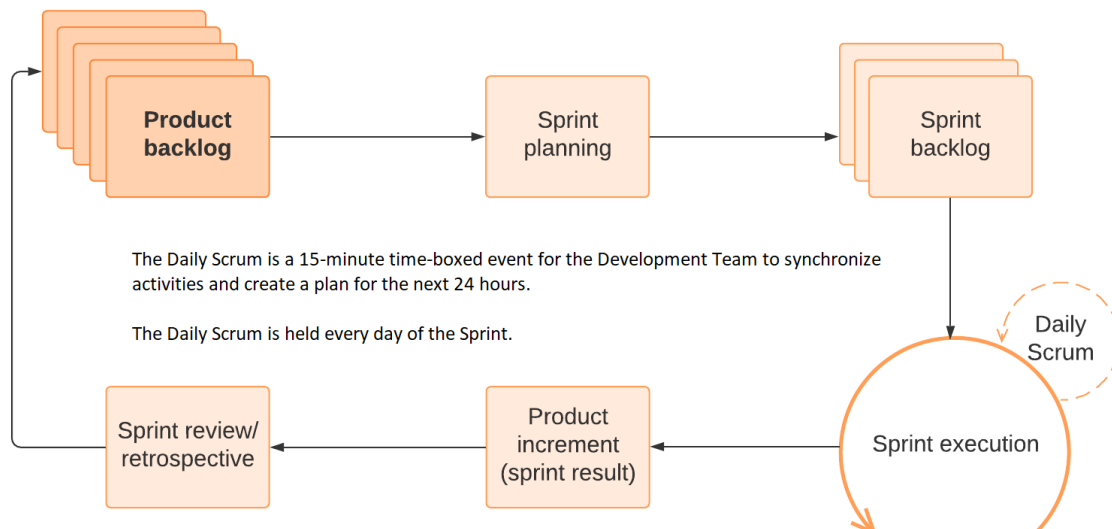 Product
backlog
Sprint
planning
Sprint
backlog
The Daily Scrum is a 15-minute time-boxed event for the Development Team to synchronize
activities and create a plan for the next 24 hours.
The Daily Scrum is held every day of the Sprint.
Daily
Scrum
Sprint review/
retrospective
Product
increment
(sprint result)
Sprint execution